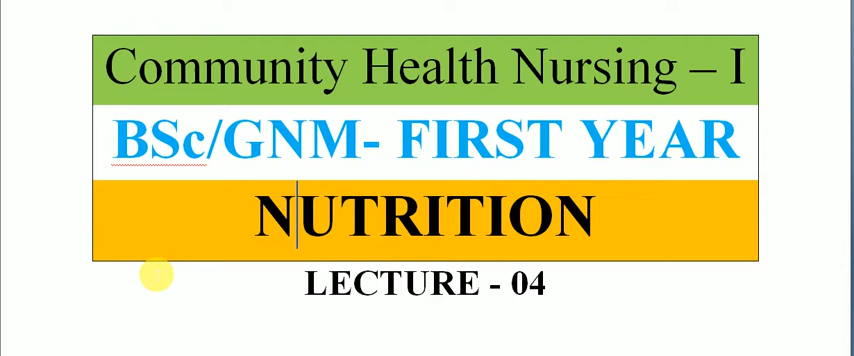 Community Health Nursing – I
BSc/GNM- FIRST YEAR
NUTRITION
LECTURE - 04